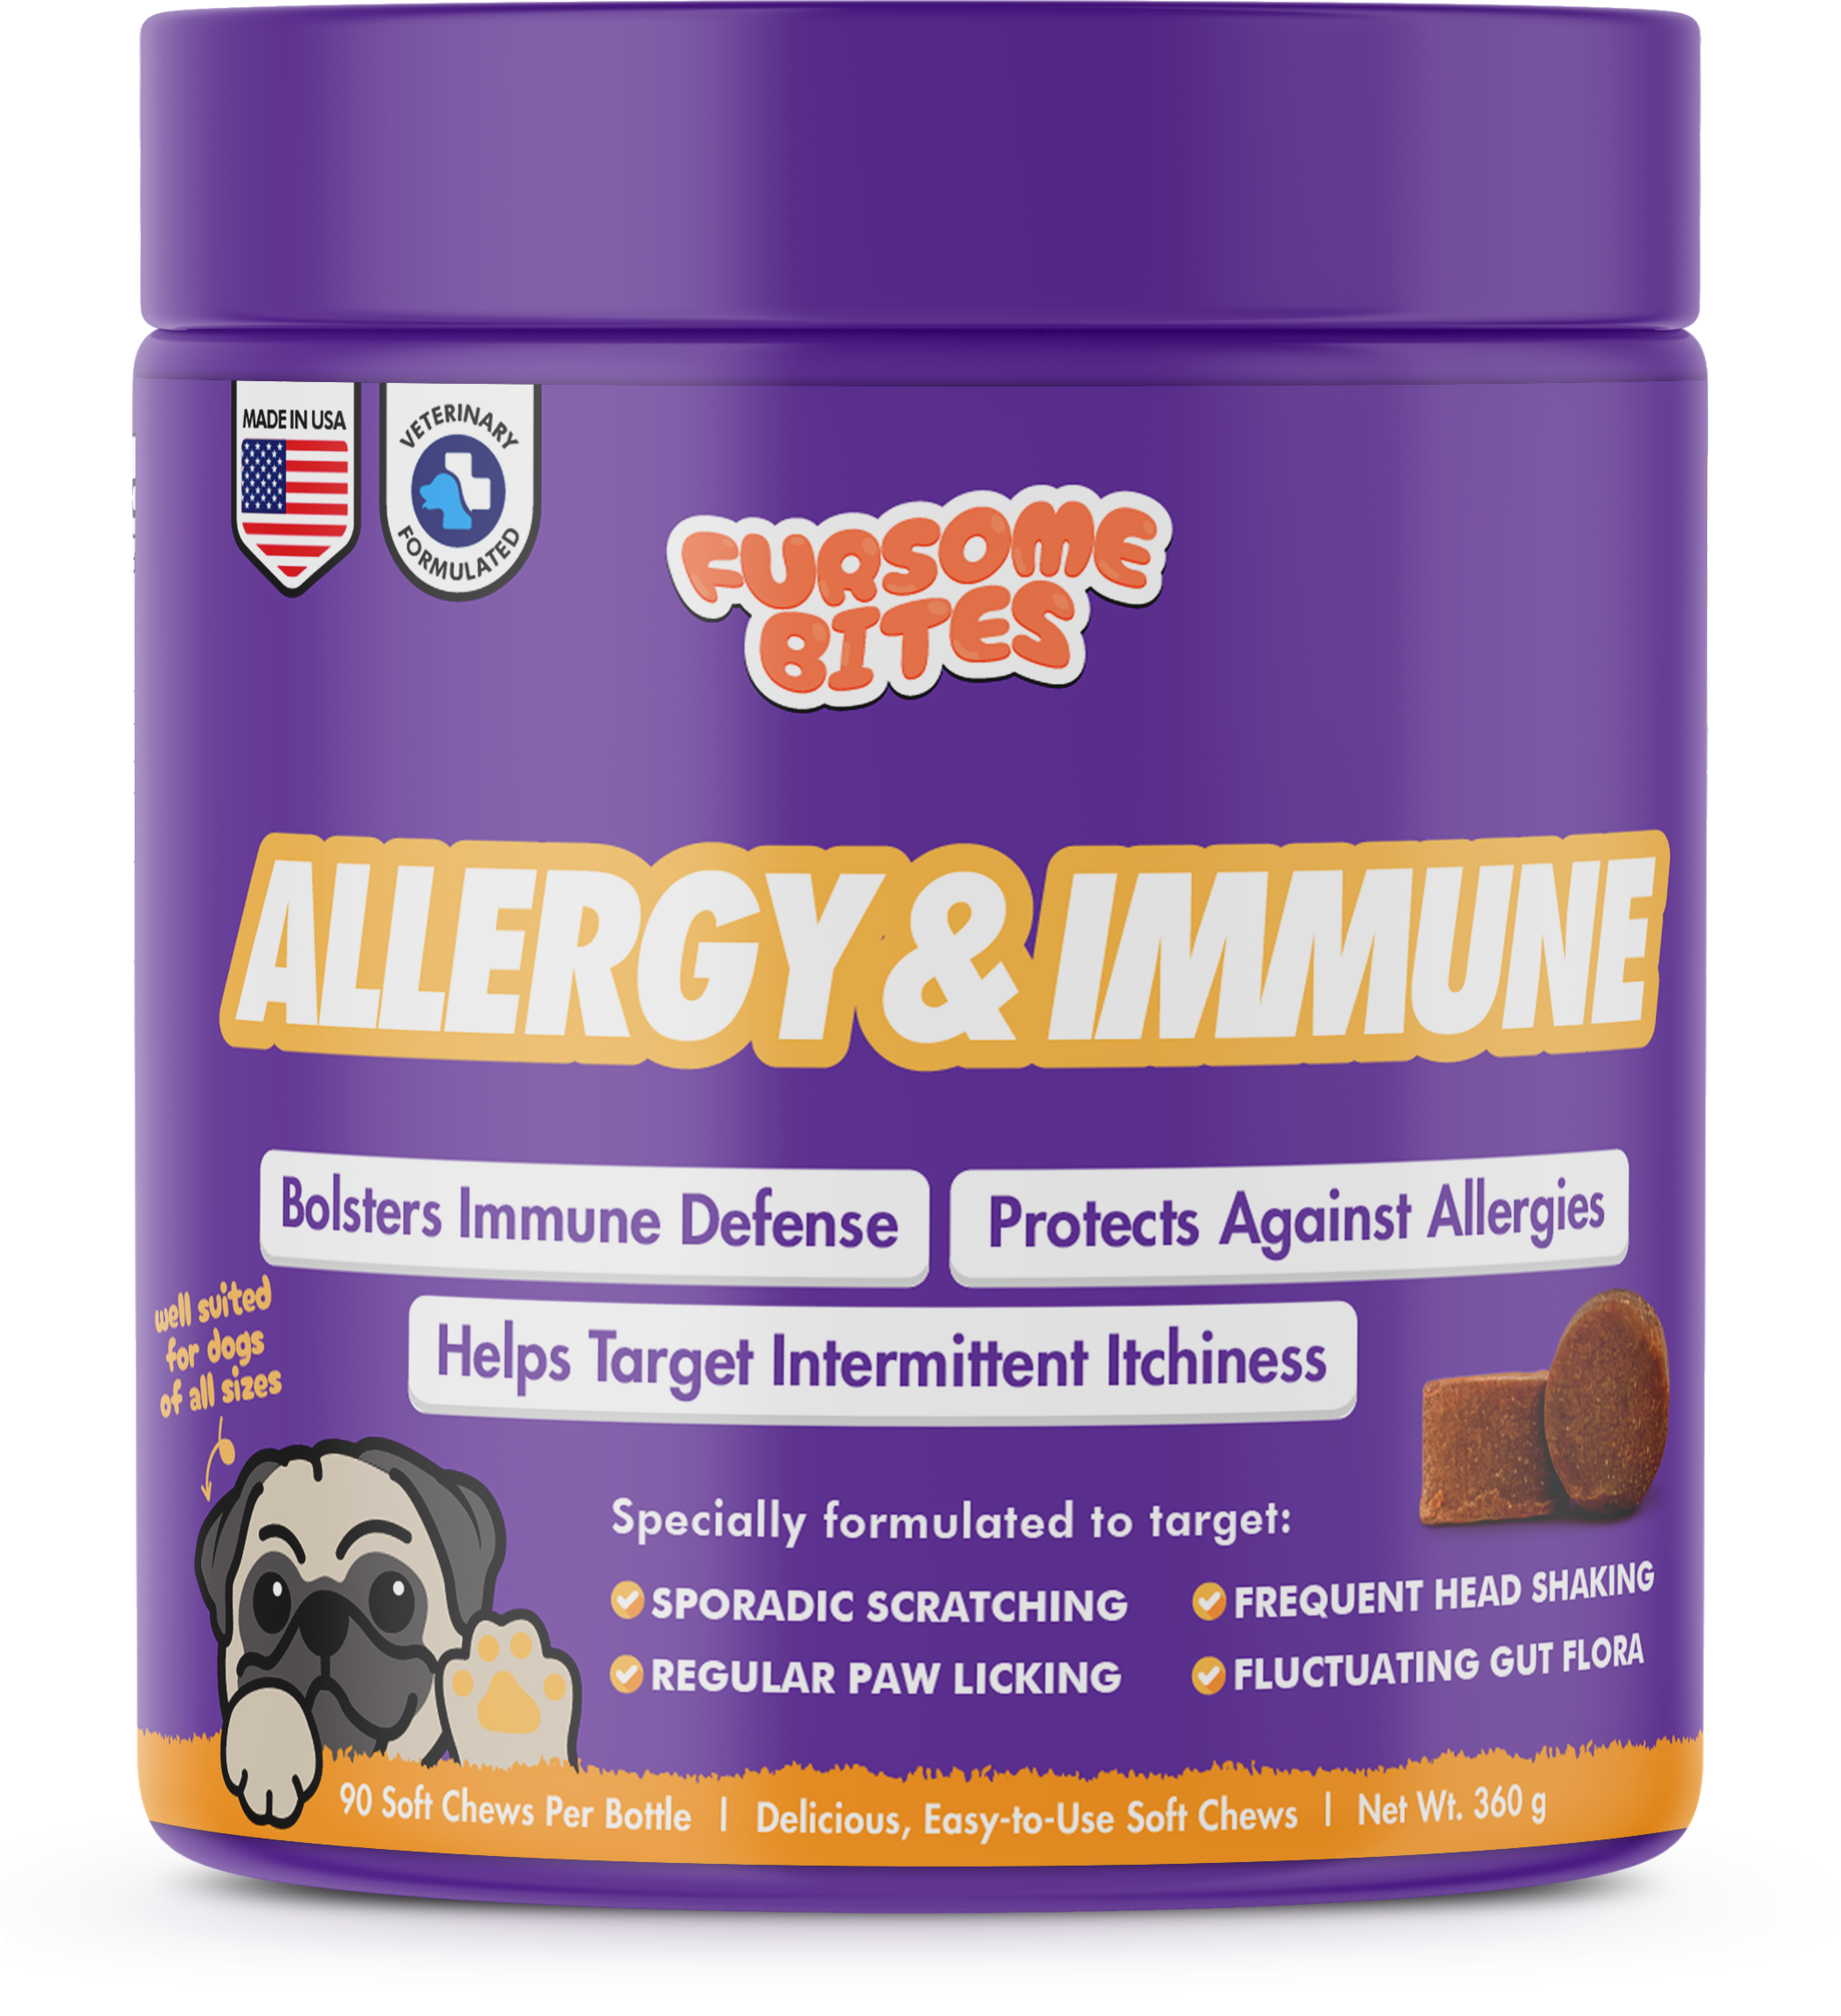 MADE IN USA
VETERINARY
FORMULATED
FURSOME
BITES
ALLERGY & IMMUNE
Bolsters Immune Defense
Protects Against Allergies
Helps Target Intermittent Itchiness
well suited
for dogs
of all sizes
Specially formulated to target:
SPORADIC SCRATCHING
FREQUENT HEAD SHAKING
REGULAR PAW LICKING
FLUCTUATING GUT FLORA
90 Soft Chews Per Bottle | Delicious, Easy-to-Use Soft Chews | Net Wt. 360 g